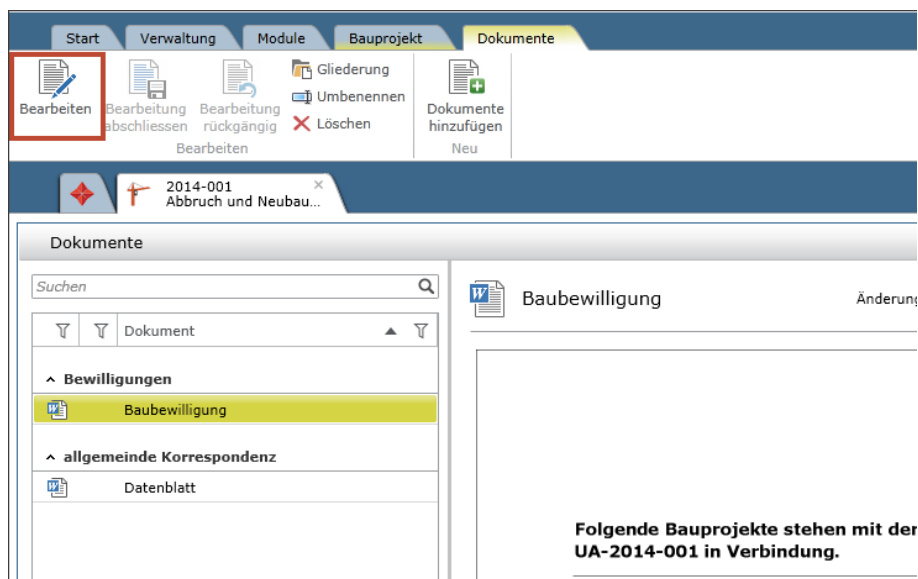 Start Verwaltung Module Bauprojekt Dokumente
Bearbeiten
Bearbeitung
abschliessen
Bearbeitung
rückgängig
Gliederung
Umbenennen
Löschen
Bearbeiten
Dokumente
hinzufügen
Neu
2014-001
Abbruch und Neubau...
Dokumente
Suchen
Dokument
Bewilligungen
Baubewilligung
allgemeinde Korrespondenz
Datenblatt
Baubewilligung
Änderung
Folgende Bauprojekte stehen mit der
UA-2014-001 in Verbindung.